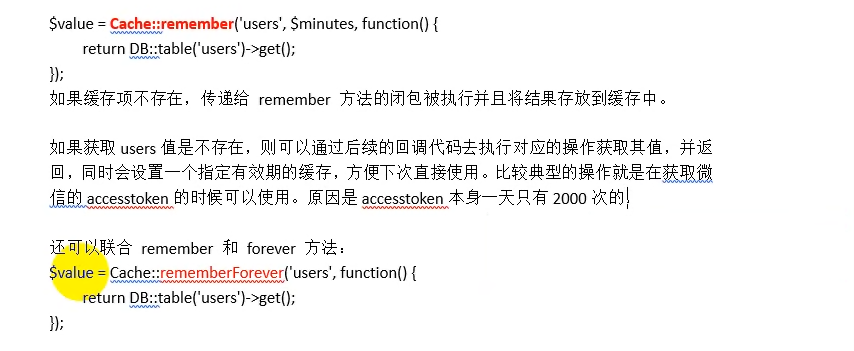 $value = Cache::remember('users', $minutes, function() {
return DB::table('users')->get();
});
如果缓存项不存在，传递给 remember 方法的闭包被执行并且将结果存放到缓存中。
如果获取 users 值是不存在，则可以通过后续的回调代码去执行对应的操作获取其值，并返
回，同时会设置一个指定有效期的缓存，方便下次直接使用。比较典型的操作就是在获取微
信的 accesstoken 的时候可以使用。原因是 accesstoken 本身一天只有 2000 次的
还可以联合 remember 和 forever 方法：
$value = Cache::rememberForever('users', function() {
return DB::table('users')->get();
});